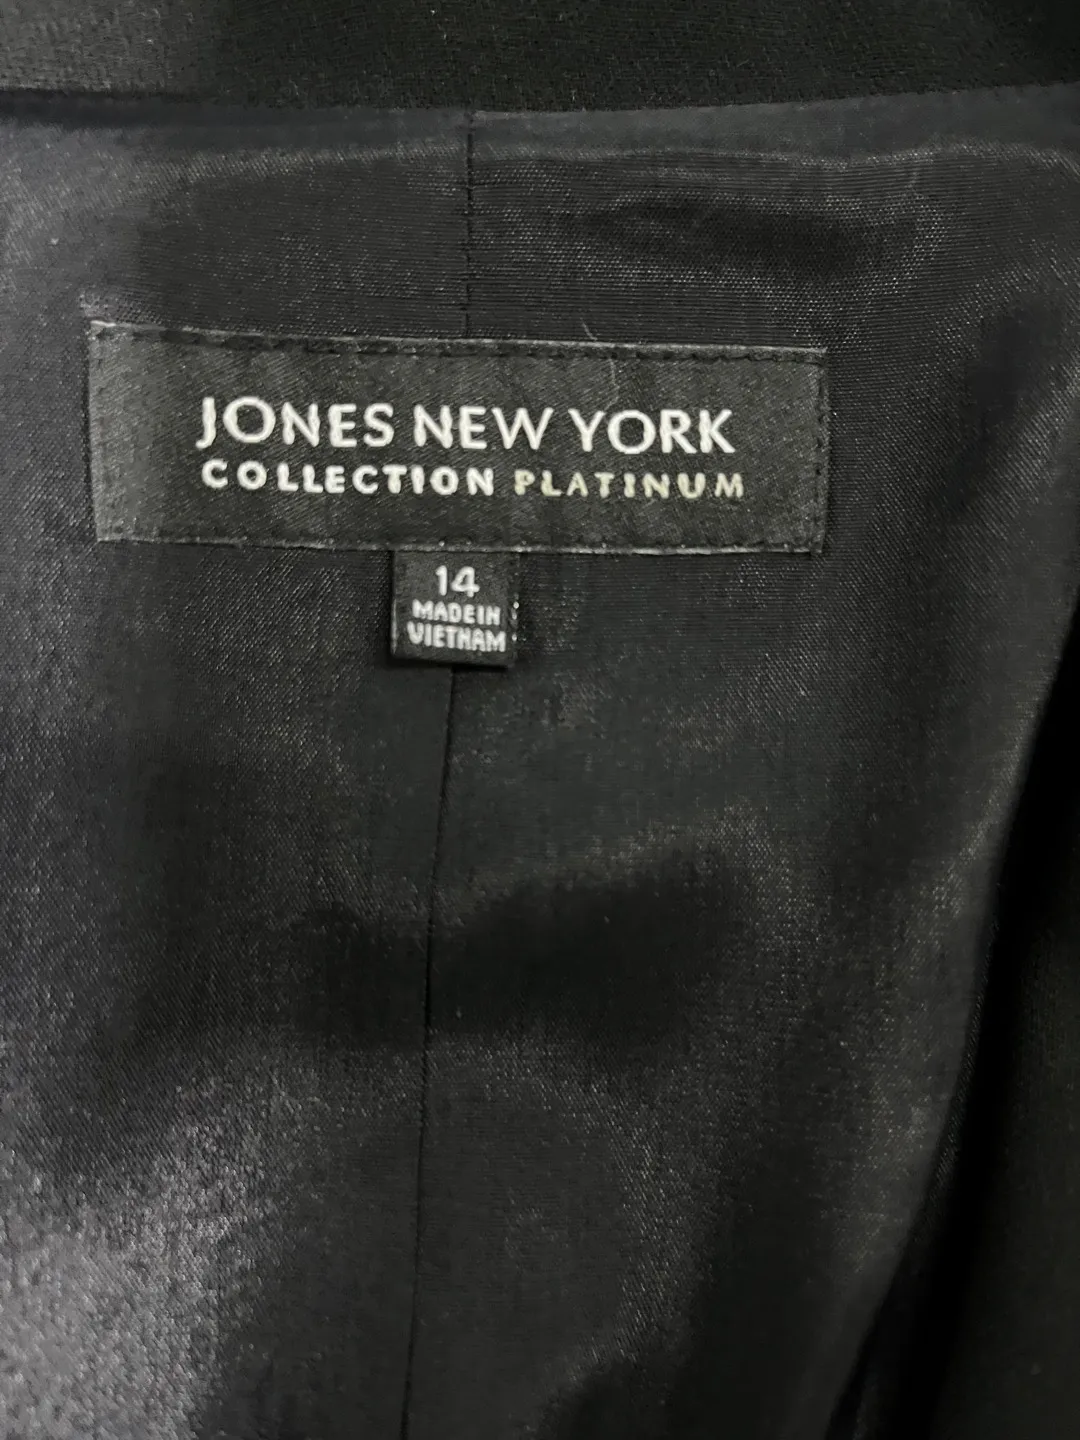 JONES NEW YORK
COLLECTION PLATINUM
14
MADE IN
VIETNAM